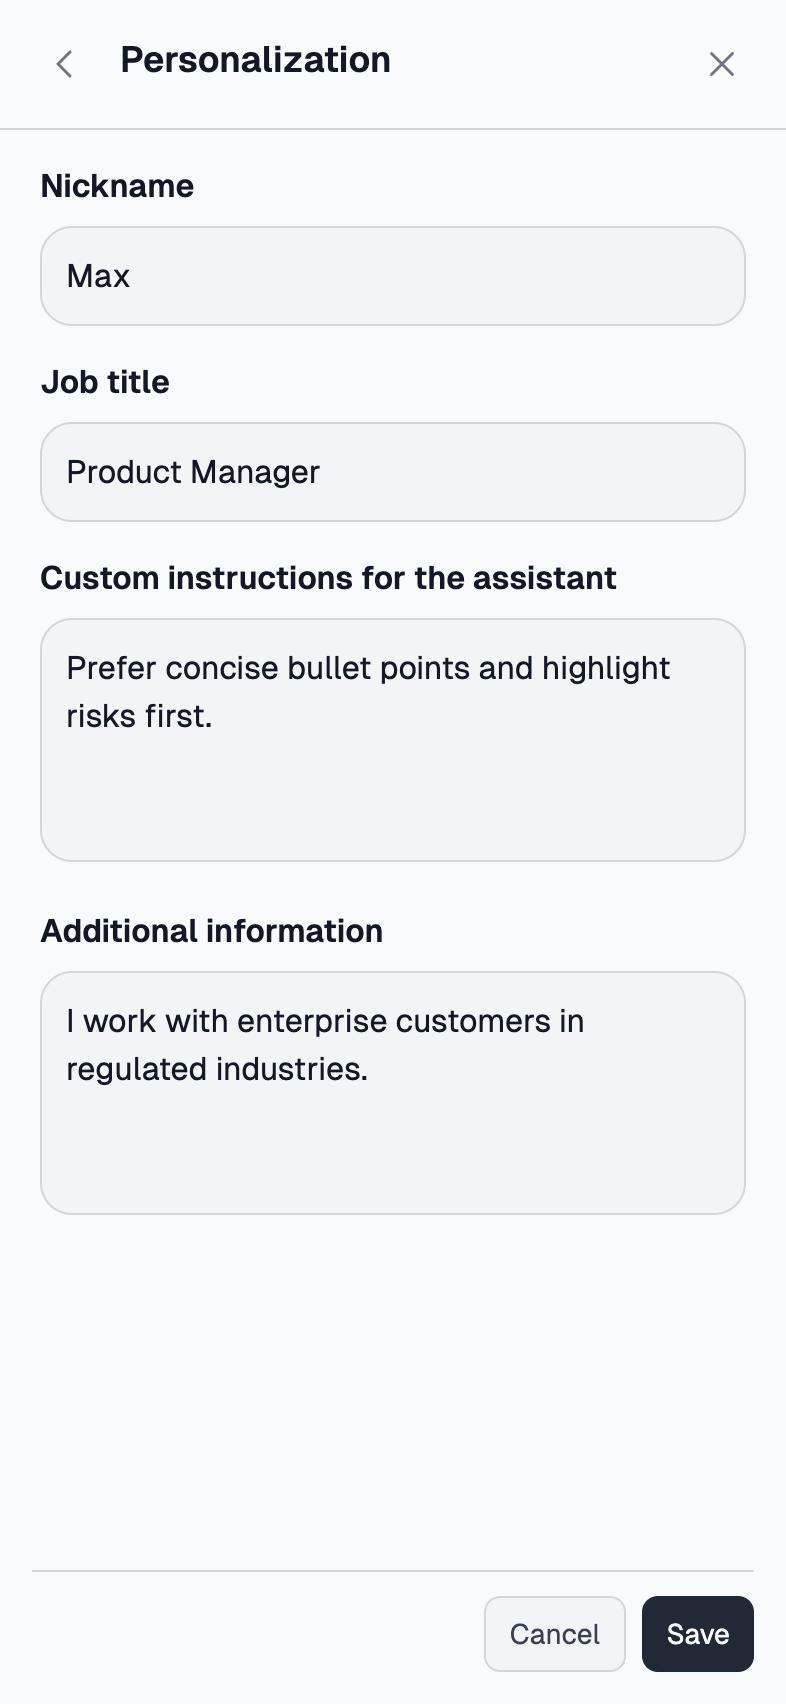 Personalization
Nickname
Max
Job title
Product Manager
Custom instructions for the assistant
Prefer concise bullet points and highlight
risks first.
Additional information
I work with enterprise customers in
regulated industries.
Cancel
Save